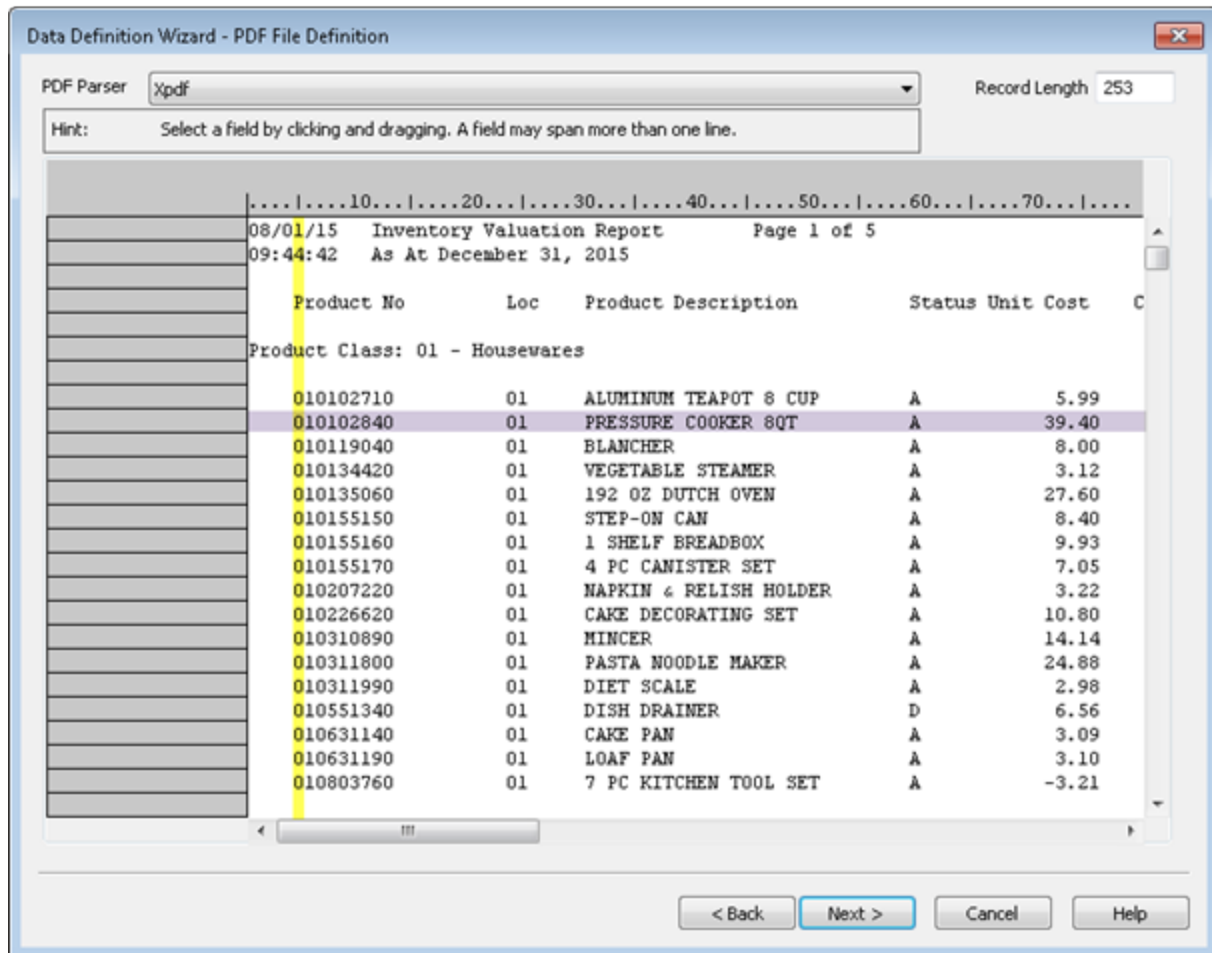 Data Definition Wizard - PDF File Definition
PDF Parser Xpdf Record Length 253
Hint: Select a field by clicking and dragging. A field may span more than one line.
|....|....10...|....20...|....30...|....40...|....50...|....60...|....70...|....
08/01/15   Inventory Valuation Report        Page 1 of 5
09:44:42   As At December 31, 2015
Product No         Loc    Product Description          Status Unit Cost    C
Product Class: 01 - Housewares
010102710          01     ALUMINUM TEAPOT 8 CUP        A            5.99
010102840          01     PRESSURE COOKER 8QT          A           39.40
010119040          01     BLANCHER                     A            8.00
010134420          01     VEGETABLE STEAMER            A            3.12
010135060          01     192 OZ DUTCH OVEN            A           27.60
010155150          01     STEP-ON CAN                  A            8.40
010155160          01     1 SHELF BREADBOX             A            9.93
010155170          01     4 PC CANISTER SET            A            7.05
010207220          01     NAPKIN & RELISH HOLDER       A            3.22
010226620          01     CAKE DECORATING SET          A           10.80
010310890          01     MINCER                       A           14.14
010311800          01     PASTA NOODLE MAKER           A           24.88
010311990          01     DIET SCALE                   A            2.98
010551340          01     DISH DRAINER                 D            6.56
010631140          01     CAKE PAN                     A            3.09
010631190          01     LOAF PAN                     A            3.10
010803760          01     7 PC KITCHEN TOOL SET        A           -3.21
< Back Next > Cancel Help